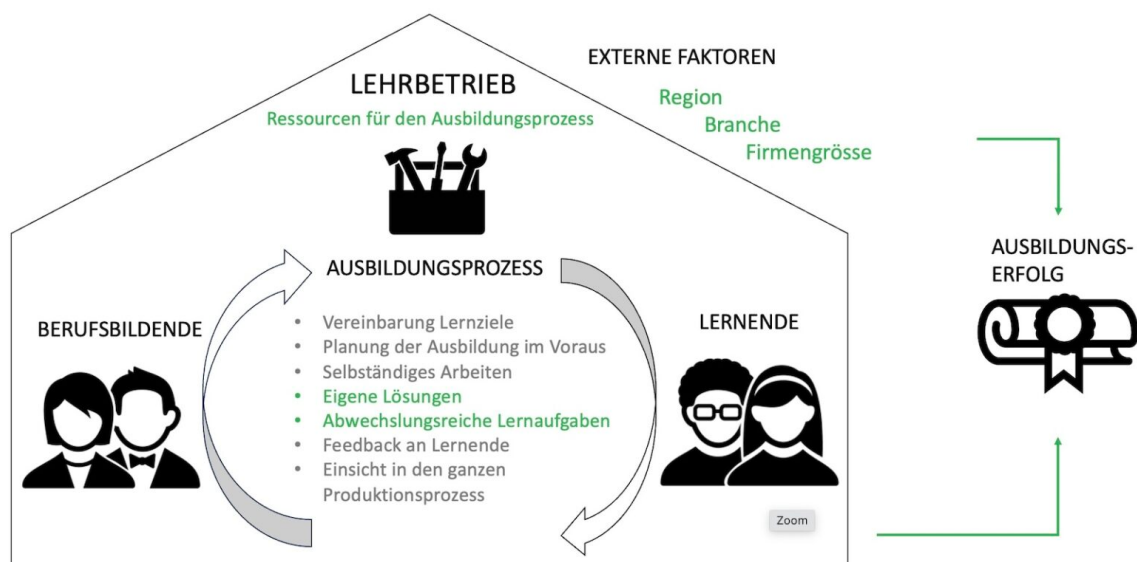 EXTERNE FAKTOREN
LEHRBETRIEB
Ressourcen für den Ausbildungsprozess
Region
Branche
Firmengrösse
AUSBILDUNGSPROZESS
AUSBILDUNGS-
ERFOLG
BERUFSBILDENDE
LERNENDE
• Vereinbarung Lernziele
• Planung der Ausbildung im Voraus
• Selbständiges Arbeiten
• Eigene Lösungen
• Abwechslungsreiche Lernaufgaben
• Feedback an Lernende
• Einsicht in den ganzen
Produktionsprozess
Zoom